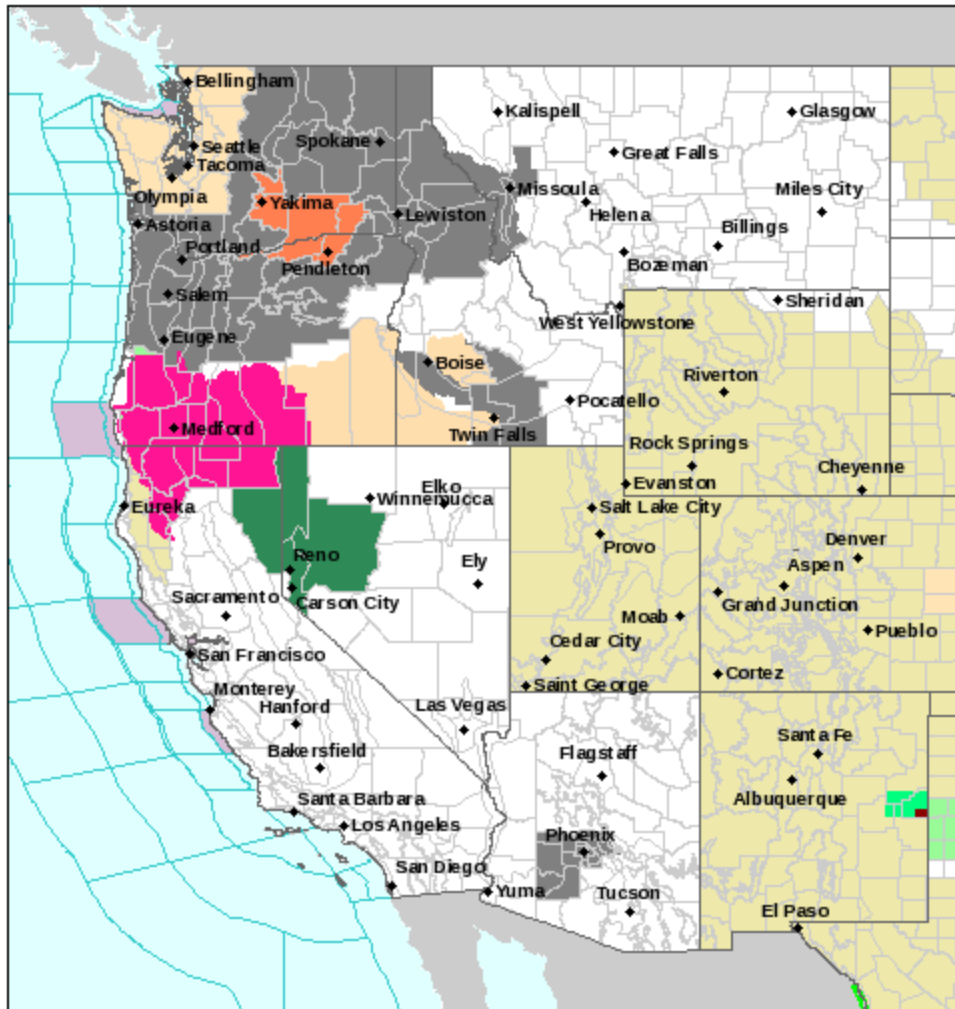 Bellingham
Kalispell
Glasgow
Seattle
Spokane
Great Falls
Tacoma
Missoula
Miles City
Olympia
Yakima
Helena
Lewiston
Astoria
Billings
Portland
Pendleton
Bozeman
Salem
Sheridan
West Yellowstone
Eugene
Boise
Riverton
Pocatello
Medford
Twin Falls
Rock Springs
Cheyenne
Elko
Evanston
Winnemucca
Eureka
Salt Lake City
Provo
Denver
Reno
Ely
Aspen
Sacramento
Carson City
Grand Junction
Moab
Pueblo
Cedar City
San Francisco
Cortez
Saint George
Monterey
Hanford
Las Vegas
Santa Fe
Bakersfield
Flagstaff
Albuquerque
Santa Barbara
Los Angeles
Phoenix
San Diego
Yuma
Tucson
El Paso